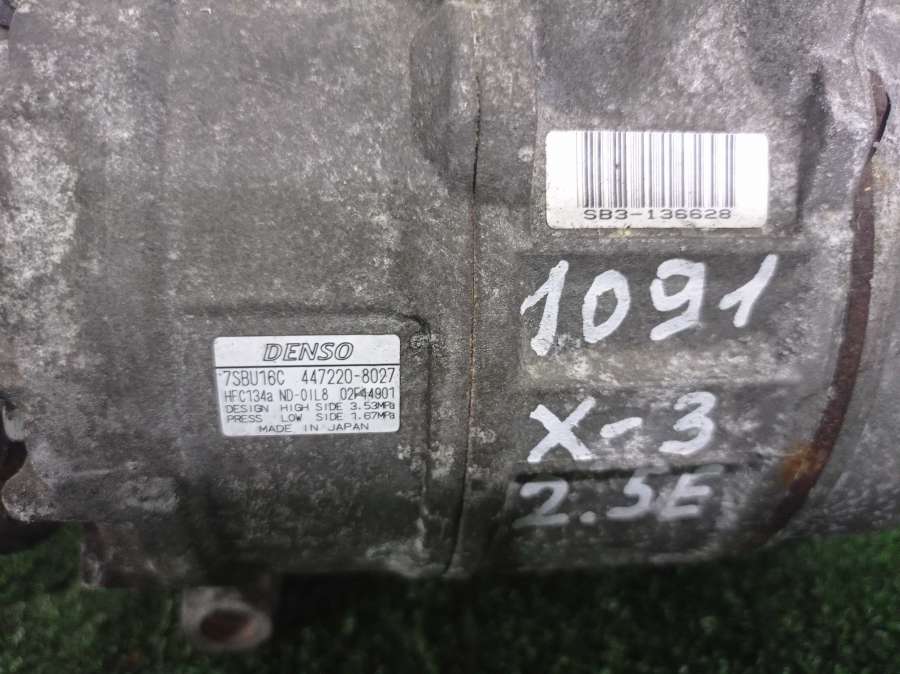 SB3-136628
1091
X-3
2.5E
DENSO
7SBU16C 447220-8027
HFC134a ND-OIL8 02F44901
DESIGN HIGH SIDE 3.53MPa
PRESS LOW SIDE 1.67MPa
MADE IN JAPAN